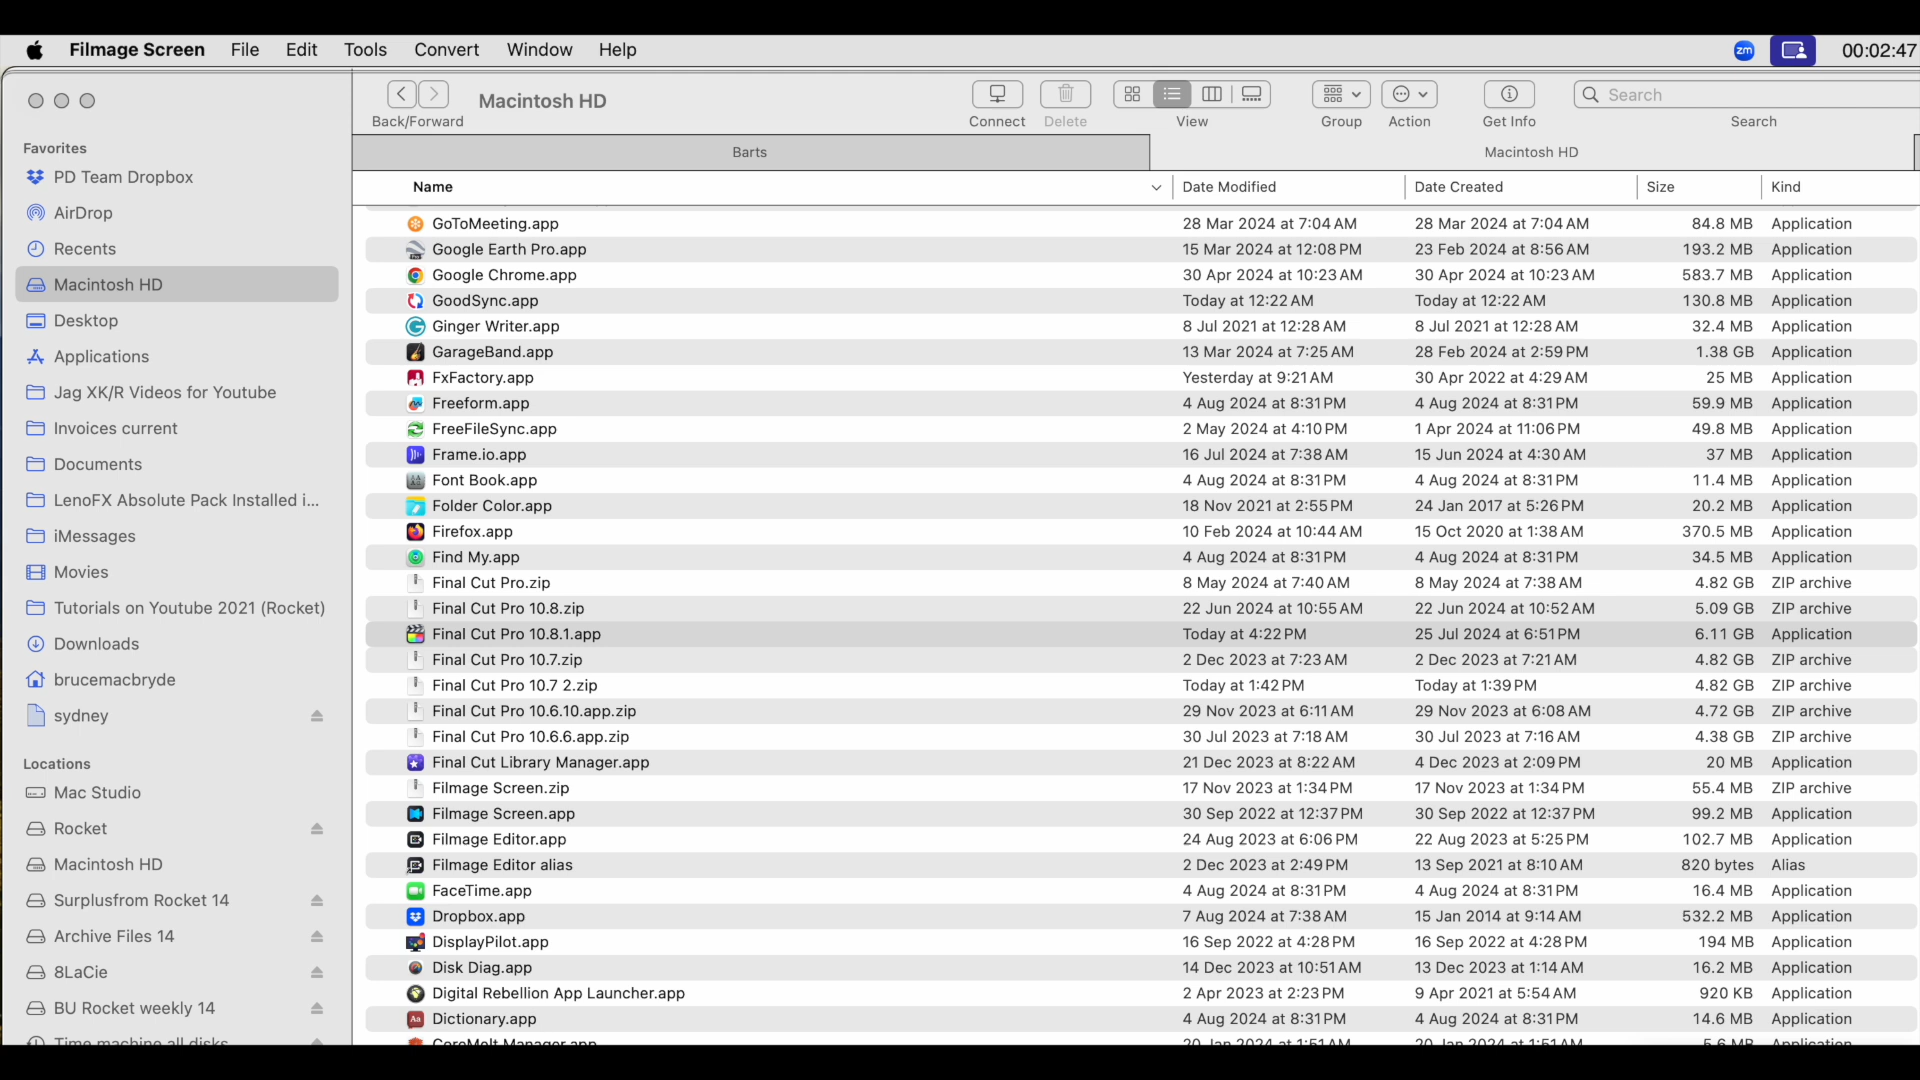 Filmage Screen File Edit Tools Convert Window Help zm 00:02:47
Back/Forward
Macintosh HD
Connect Delete View Group Action Get Info Search
Search
Barts Macintosh HD
Favorites
PD Team Dropbox
AirDrop
Recents
Macintosh HD
Desktop
Applications
Jag XK/R Videos for Youtube
Invoices current
Documents
LenoFX Absolute Pack Installed i...
iMessages
Movies
Tutorials on Youtube 2021 (Rocket)
Downloads
brucemacbryde
sydney
Locations
Mac Studio
Rocket
Macintosh HD
Surplusfrom Rocket 14
Archive Files 14
8LaCie
BU Rocket weekly 14
Time machine all disks
Name Date Modified Date Created Size Kind
GoToMeeting.app 28 Mar 2024 at 7:04 AM 28 Mar 2024 at 7:04 AM 84.8 MB Application
Google Earth Pro.app 15 Mar 2024 at 12:08 PM 23 Feb 2024 at 8:56 AM 193.2 MB Application
Google Chrome.app 30 Apr 2024 at 10:23 AM 30 Apr 2024 at 10:23 AM 583.7 MB Application
GoodSync.app Today at 12:22 AM Today at 12:22 AM 130.8 MB Application
Ginger Writer.app 8 Jul 2021 at 12:28 AM 8 Jul 2021 at 12:28 AM 32.4 MB Application
GarageBand.app 13 Mar 2024 at 7:25 AM 28 Feb 2024 at 2:59 PM 1.38 GB Application
FxFactory.app Yesterday at 9:21 AM 30 Apr 2022 at 4:29 AM 25 MB Application
Freeform.app 4 Aug 2024 at 8:31 PM 4 Aug 2024 at 8:31 PM 59.9 MB Application
FreeFileSync.app 2 May 2024 at 4:10 PM 1 Apr 2024 at 11:06 PM 49.8 MB Application
Frame.io.app 16 Jul 2024 at 7:38 AM 15 Jun 2024 at 4:30 AM 37 MB Application
Font Book.app 4 Aug 2024 at 8:31 PM 4 Aug 2024 at 8:31 PM 11.4 MB Application
Folder Color.app 18 Nov 2021 at 2:55 PM 24 Jan 2017 at 5:26 PM 20.2 MB Application
Firefox.app 10 Feb 2024 at 10:44 AM 15 Oct 2020 at 1:38 AM 370.5 MB Application
Find My.app 4 Aug 2024 at 8:31 PM 4 Aug 2024 at 8:31 PM 34.5 MB Application
Final Cut Pro.zip 8 May 2024 at 7:40 AM 8 May 2024 at 7:38 AM 4.82 GB ZIP archive
Final Cut Pro 10.8.zip 22 Jun 2024 at 10:55 AM 22 Jun 2024 at 10:52 AM 5.09 GB ZIP archive
Final Cut Pro 10.8.1.app Today at 4:22 PM 25 Jul 2024 at 6:51 PM 6.11 GB Application
Final Cut Pro 10.7.zip 2 Dec 2023 at 7:23 AM 2 Dec 2023 at 7:21 AM 4.82 GB ZIP archive
Final Cut Pro 10.7 2.zip Today at 1:42 PM Today at 1:39 PM 4.82 GB ZIP archive
Final Cut Pro 10.6.10.app.zip 29 Nov 2023 at 6:11 AM 29 Nov 2023 at 6:08 AM 4.72 GB ZIP archive
Final Cut Pro 10.6.6.app.zip 30 Jul 2023 at 7:18 AM 30 Jul 2023 at 7:16 AM 4.38 GB ZIP archive
Final Cut Library Manager.app 21 Dec 2023 at 8:22 AM 4 Dec 2023 at 2:09 PM 20 MB Application
Filmage Screen.zip 17 Nov 2023 at 1:34 PM 17 Nov 2023 at 1:34 PM 55.4 MB ZIP archive
Filmage Screen.app 30 Sep 2022 at 12:37 PM 30 Sep 2022 at 12:37 PM 99.2 MB Application
Filmage Editor.app 24 Aug 2023 at 6:06 PM 22 Aug 2023 at 5:25 PM 102.7 MB Application
Filmage Editor alias 2 Dec 2023 at 2:49 PM 13 Sep 2021 at 8:10 AM 820 bytes Alias
FaceTime.app 4 Aug 2024 at 8:31 PM 4 Aug 2024 at 8:31 PM 16.4 MB Application
Dropbox.app 7 Aug 2024 at 7:38 AM 15 Jan 2014 at 9:14 AM 532.2 MB Application
DisplayPilot.app 16 Sep 2022 at 4:28 PM 16 Sep 2022 at 4:28 PM 194 MB Application
Disk Diag.app 14 Dec 2023 at 10:51 AM 13 Dec 2023 at 1:14 AM 16.2 MB Application
Digital Rebellion App Launcher.app 2 Apr 2023 at 2:23 PM 9 Apr 2021 at 5:54 AM 920 KB Application
Dictionary.app 4 Aug 2024 at 8:31 PM 4 Aug 2024 at 8:31 PM 14.6 MB Application
CoreMelt Manager.app 20 Jan 2024 at 1:51 AM 20 Jan 2024 at 1:51 AM 5.6 MB Application